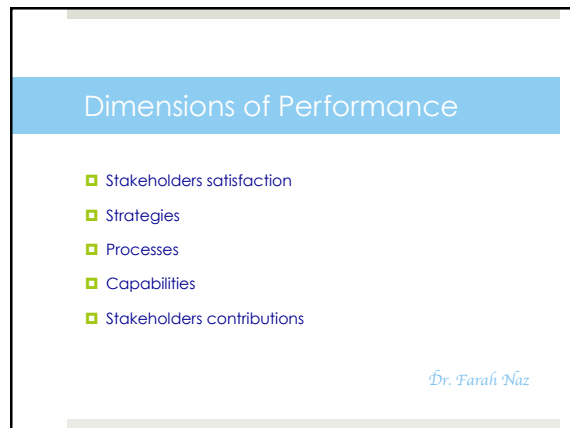 Dimensions of Performance
Stakeholders satisfaction
Strategies
Processes
Capabilities
Stakeholders contributions
Dr. Farah Naz